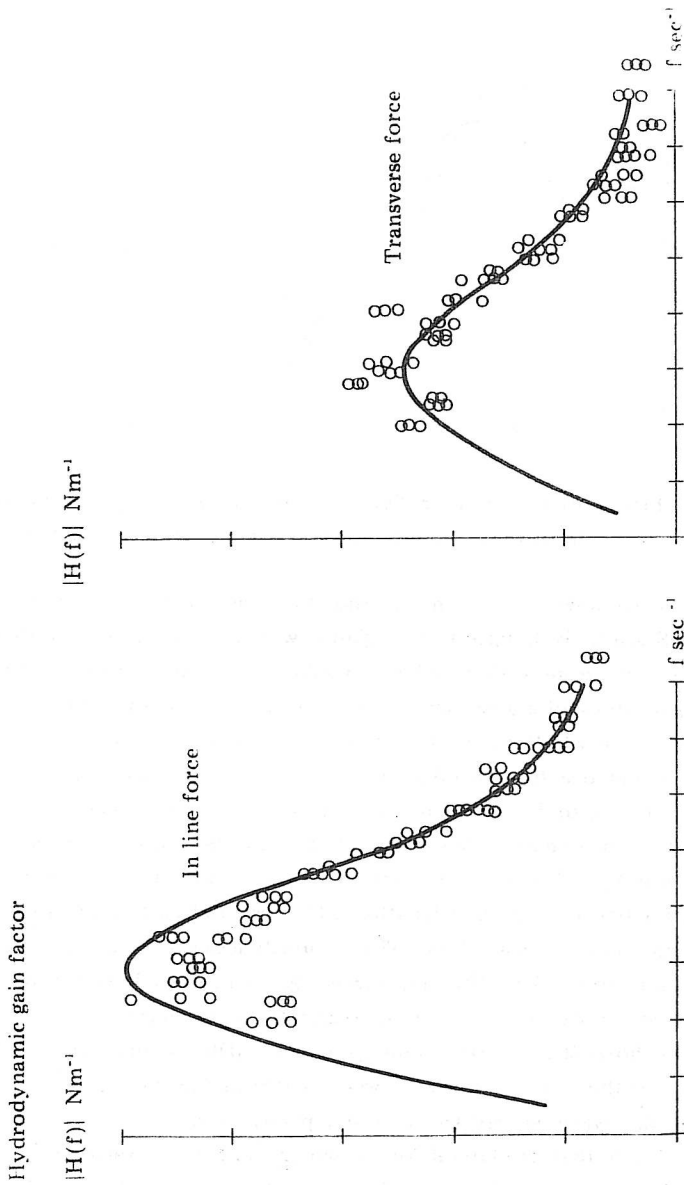 Hydrodynamic gain factor
|H(f)| Nm⁻¹
In line force
f sec⁻¹
|H(f)| Nm⁻¹
Transverse force
f sec⁻¹